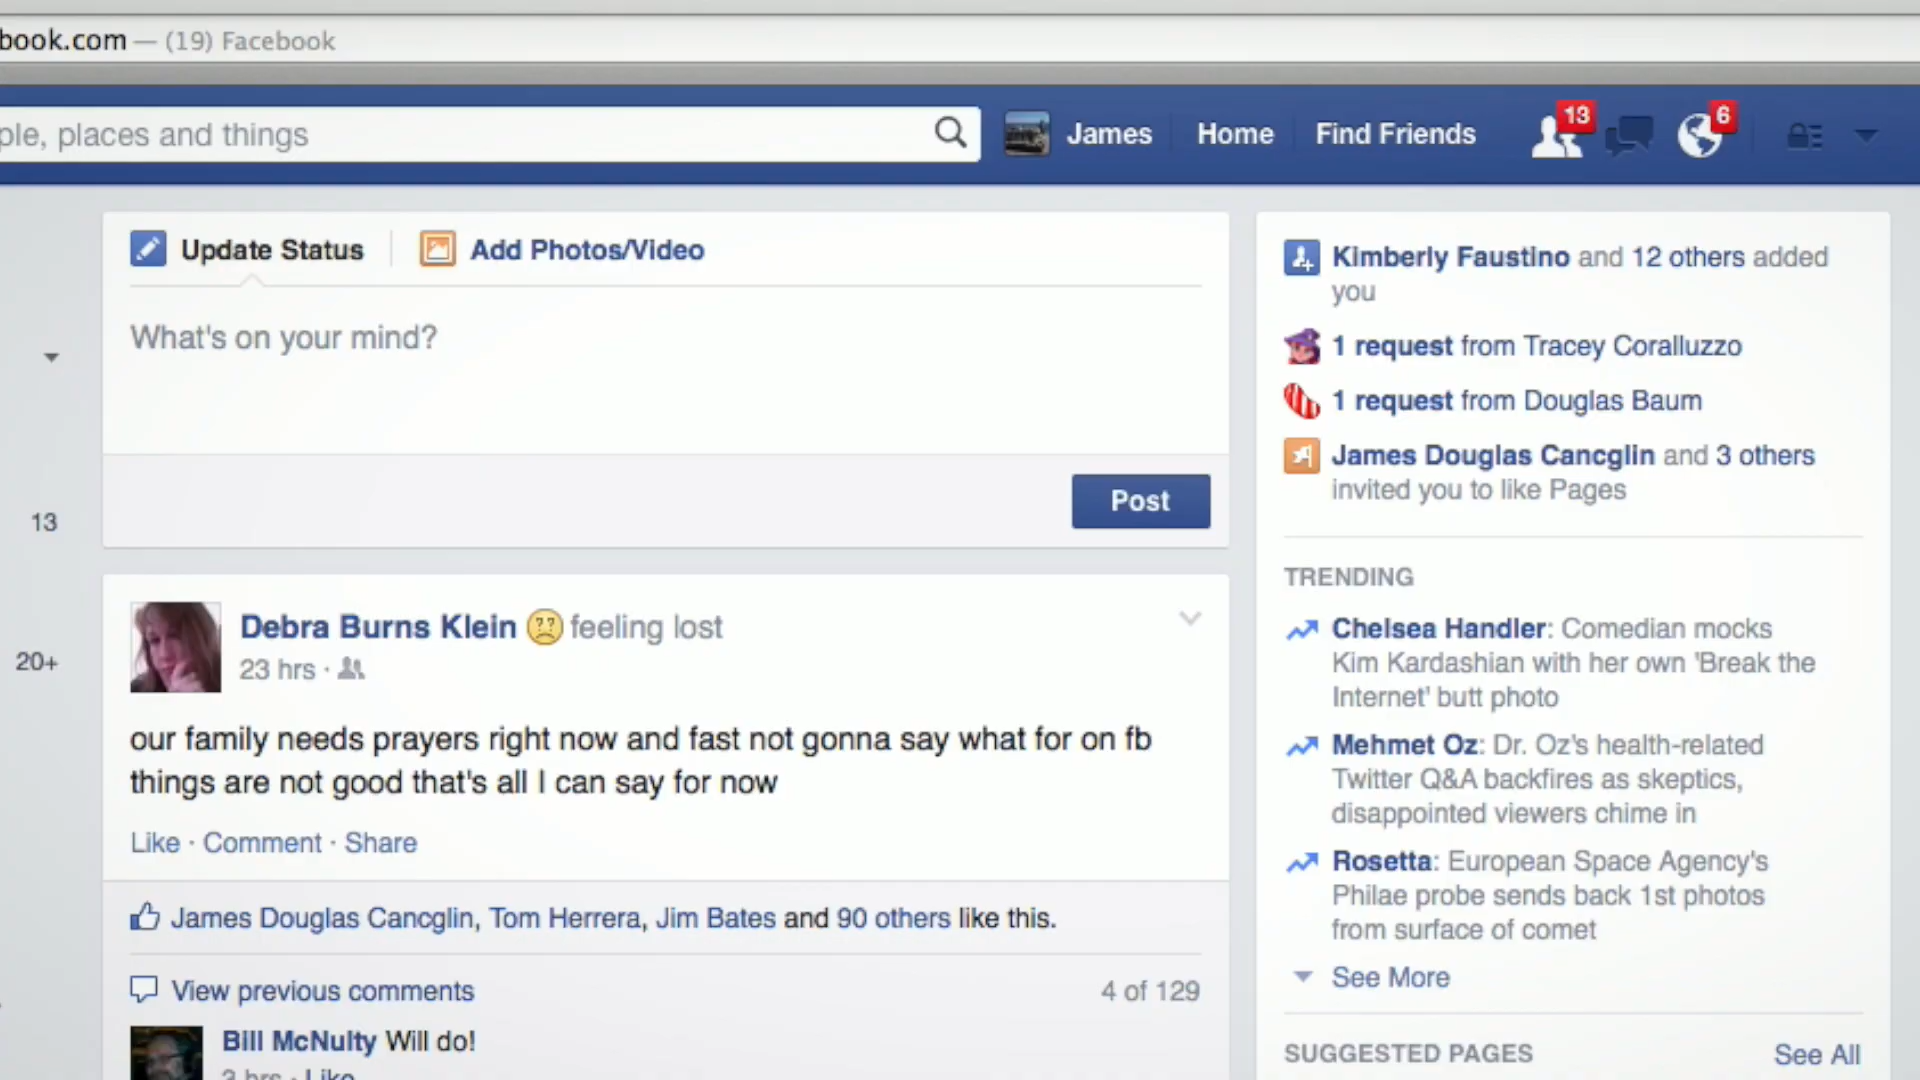 book.com — (19) Facebook
ple, places and things
James
Home
Find Friends
13
6
Update Status
Add Photos/Video
What's on your mind?
Post
13
20+
Debra Burns Klein feeling lost
23 hrs ·
our family needs prayers right now and fast not gonna say what for on fb
things are not good that's all I can say for now
Like · Comment · Share
James Douglas Cancglin, Tom Herrera, Jim Bates and 90 others like this.
View previous comments
4 of 129
Bill McNulty Will do!
3 hrs · Like
Kimberly Faustino and 12 others added
you
1 request from Tracey Coralluzzo
1 request from Douglas Baum
James Douglas Cancglin and 3 others
invited you to like Pages
TRENDING
Chelsea Handler: Comedian mocks
Kim Kardashian with her own 'Break the
Internet' butt photo
Mehmet Oz: Dr. Oz's health-related
Twitter Q&A backfires as skeptics,
disappointed viewers chime in
Rosetta: European Space Agency's
Philae probe sends back 1st photos
from surface of comet
See More
SUGGESTED PAGES
See All